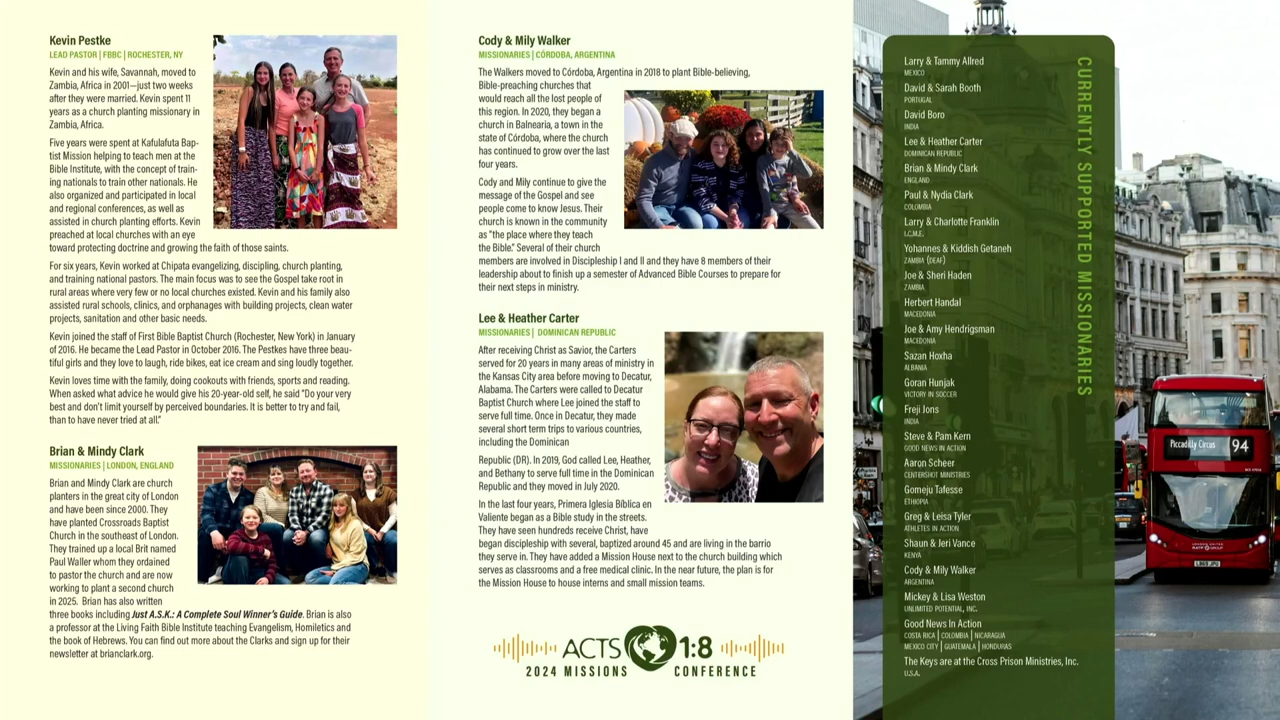 Kevin Pestke
LEAD PASTOR | FBBC | ROCHESTER, NY
Kevin and his wife, Savannah, moved to
Zambia, Africa in 2001—just two weeks
after they were married. Kevin spent 11
years as a church planting missionary in
Zambia, Africa.
Five years were spent at Kafulafuta Bap-
tist Mission helping to teach men at the
Bible Institute, with the concept of train-
ing nationals to train other nationals. He
also organized and participated in local
and regional conferences, as well as
assisted in church planting efforts. Kevin
preached at local churches with an eye
toward protecting doctrine and growing the faith of those saints.
For six years, Kevin worked at Chipata evangelizing, discipling, church planting,
and training national pastors. The main focus was to see the Gospel take root in
rural areas where very few or no local churches existed. Kevin and his family also
assisted rural schools, clinics, and orphanages with building projects, clean water
projects, sanitation and other basic needs.
Kevin joined the staff of First Bible Baptist Church (Rochester, New York) in January
of 2016. He became the Lead Pastor in October 2016. The Pestkes have three beau-
tiful girls and they love to laugh, ride bikes, eat ice cream and sing loudly together.
Kevin loves time with the family, doing cookouts with friends, sports and reading.
When asked what advice he would give his 20-year-old self, he said "Do your very
best and don't limit yourself by perceived boundaries. It is better to try and fail,
than to have never tried at all."
Brian & Mindy Clark
MISSIONARIES | LONDON, ENGLAND
Brian and Mindy Clark are church
planters in the great city of London
and have been since 2000. They
have planted Crossroads Baptist
Church in the southeast of London.
They trained up a local Brit named
Paul Waller whom they ordained
to pastor the church and are now
working to plant a second church
in 2025. Brian has also written
three books including Just A.S.K.: A Complete Soul Winner's Guide. Brian is also
a professor at the Living Faith Bible Institute teaching Evangelism, Homiletics and
the book of Hebrews. You can find out more about the Clarks and sign up for their
newsletter at brianclark.org.
Cody & Mily Walker
MISSIONARIES | CÓRDOBA, ARGENTINA
The Walkers moved to Córdoba, Argentina in 2018 to plant Bible-believing,
Bible-preaching churches that
would reach all the lost people of
this region. In 2020, they began a
church in Balnearia, a town in the
state of Córdoba, where the church
has continued to grow over the last
four years.
Cody and Mily continue to give the
message of the Gospel and see
people come to know Jesus. Their
church is known in the community
as "the place where they teach
the Bible." Several of their church
members are involved in Discipleship I and II and they have 8 members of their
leadership about to finish up a semester of Advanced Bible Courses to prepare for
their next steps in ministry.
Lee & Heather Carter
MISSIONARIES | DOMINICAN REPUBLIC
After receiving Christ as Savior, the Carters
served for 20 years in many areas of ministry in
the Kansas City area before moving to Decatur,
Alabama. The Carters were called to Decatur
Baptist Church where Lee joined the staff to
serve full time. Once in Decatur, they made
several short term trips to various countries,
including the Dominican
Republic (DR). In 2019, God called Lee, Heather,
and Bethany to serve full time in the Dominican
Republic and they moved in July 2020.
In the last four years, Primera Iglesia Bíblica en
Valiente began as a Bible study in the streets.
They have seen hundreds receive Christ, have
began discipleship with several, baptized around 45 and are living in the barrio
they serve in. They have added a Mission House next to the church building which
serves as classrooms and a free medical clinic. In the near future, the plan is for
the Mission House to house interns and small mission teams.
ACTS 1:8
2024 MISSIONS CONFERENCE
CURRENTLY SUPPORTED MISSIONARIES
Larry & Tammy Allred
MEXICO
David & Sarah Booth
PORTUGAL
David Boro
INDIA
Lee & Heather Carter
DOMINICAN REPUBLIC
Brian & Mindy Clark
ENGLAND
Paul & Nydia Clark
COLOMBIA
Larry & Charlotte Franklin
I.C.M.E.
Yohannes & Kiddish Getaneh
ZAMBIA (DEAF)
Joe & Sheri Haden
ZAMBIA
Herbert Handal
MACEDONIA
Joe & Amy Hendrigsman
MACEDONIA
Sazan Hoxha
ALBANIA
Goran Hunjak
VICTORY IN SOCCER
Freji Jons
INDIA
Steve & Pam Kern
GOOD NEWS IN ACTION
Aaron Scheer
CENTERSHOT MINISTRIES
Gomeju Tafesse
ETHIOPIA
Greg & Leisa Tyler
ATHLETES IN ACTION
Shaun & Jeri Vance
KENYA
Cody & Mily Walker
ARGENTINA
Mickey & Lisa Weston
UNLIMITED POTENTIAL, INC.
Good News In Action
COSTA RICA | COLOMBIA | NICARAGUA
MEXICO CITY | GUATEMALA | HONDURAS
The Keys are at the Cross Prison Ministries, Inc.
U.S.A.
Piccadilly Circus 94